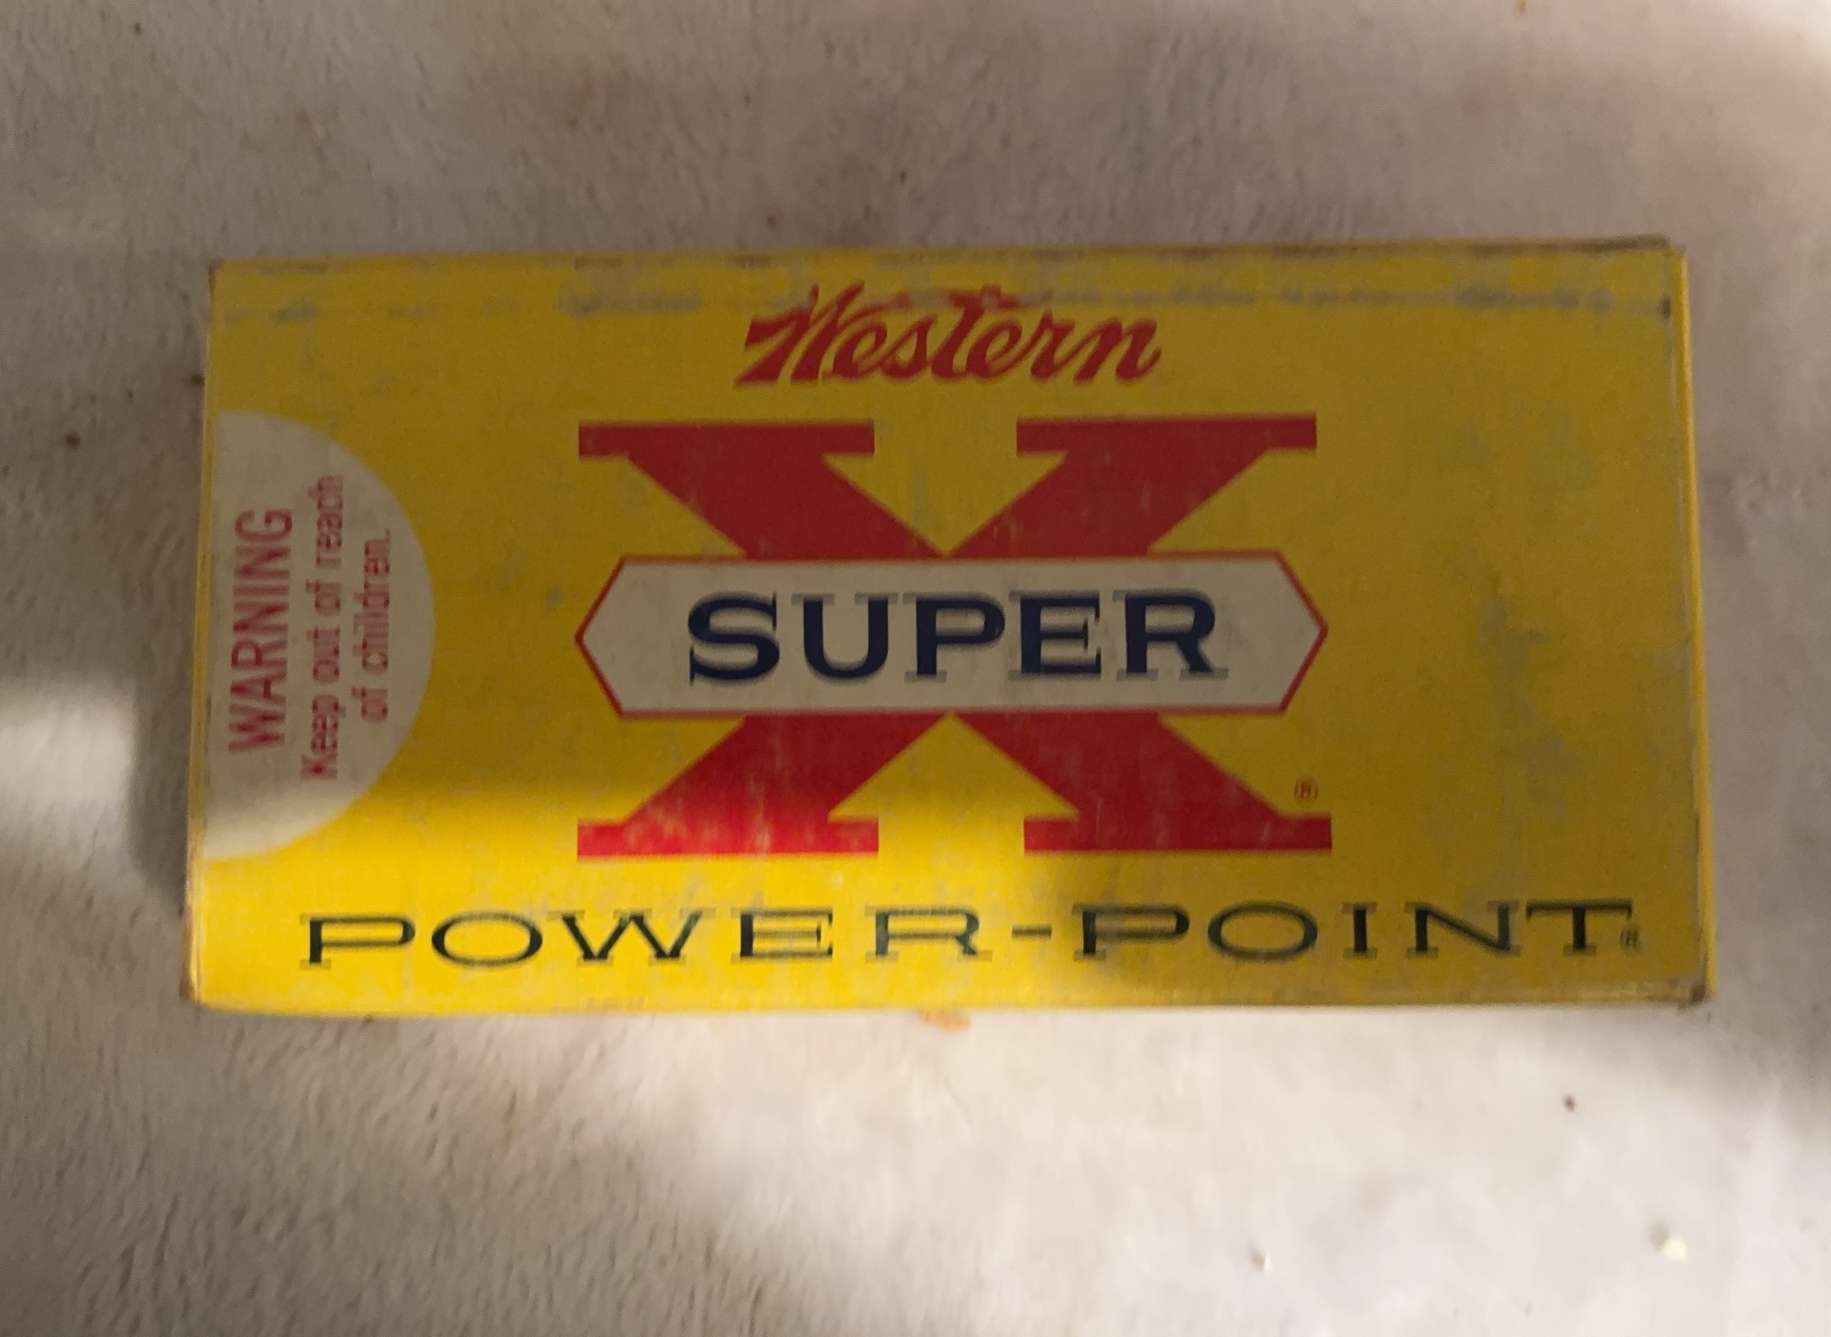 Western
X
SUPER
®
POWER-POINT®
WARNING
Keep out of reach
of children.